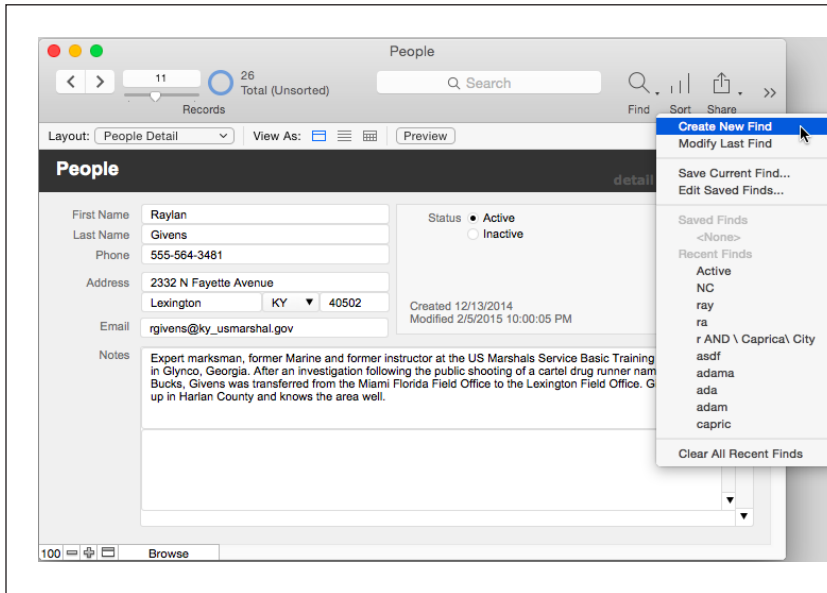 People
11
26
Total (Unsorted)
Records
Search
Find
Sort
Share
Layout: People Detail
View As:
Preview
People
detail
First Name Raylan
Last Name Givens
Phone 555-564-3481
Address 2332 N Fayette Avenue
Lexington KY 40502
Email rgivens@ky_usmarshal.gov
Status Active
Inactive
Created 12/13/2014
Modified 2/5/2015 10:00:05 PM
Notes Expert marksman, former Marine and former instructor at the US Marshals Service Basic Training
in Glynco, Georgia. After an investigation following the public shooting of a cartel drug runner nam
Bucks, Givens was transferred from the Miami Florida Field Office to the Lexington Field Office. G
up in Harlan County and knows the area well.
Create New Find
Modify Last Find
Save Current Find...
Edit Saved Finds...
Saved Finds
<None>
Recent Finds
Active
NC
ray
ra
r AND \ Caprica\ City
asdf
adama
ada
adam
capric
Clear All Recent Finds
100
Browse